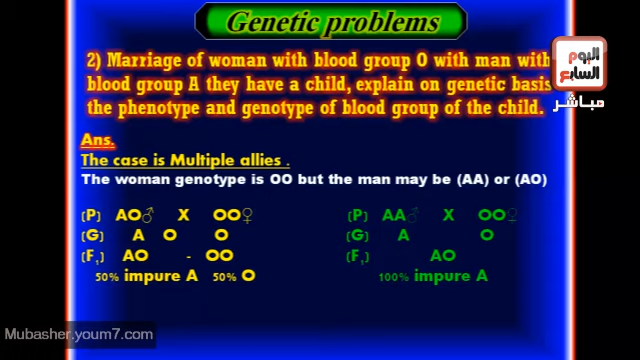 Genetic problems
2) Marriage of woman with blood group O with man with
blood group A they have a child, explain on genetic basis
the phenotype and genotype of blood group of the child.
اليوم
السابع
مباشر
Ans.
The case is Multiple allies .
The woman genotype is OO but the man may be (AA) or (AO)
(P) AO♂ X OO♀
(G) A O O
(F₁) AO - OO
50% impure A 50% O
(P) AA♂ X OO♀
(G) A O
(F₁) AO
100% impure A
Mubasher.youm7.com